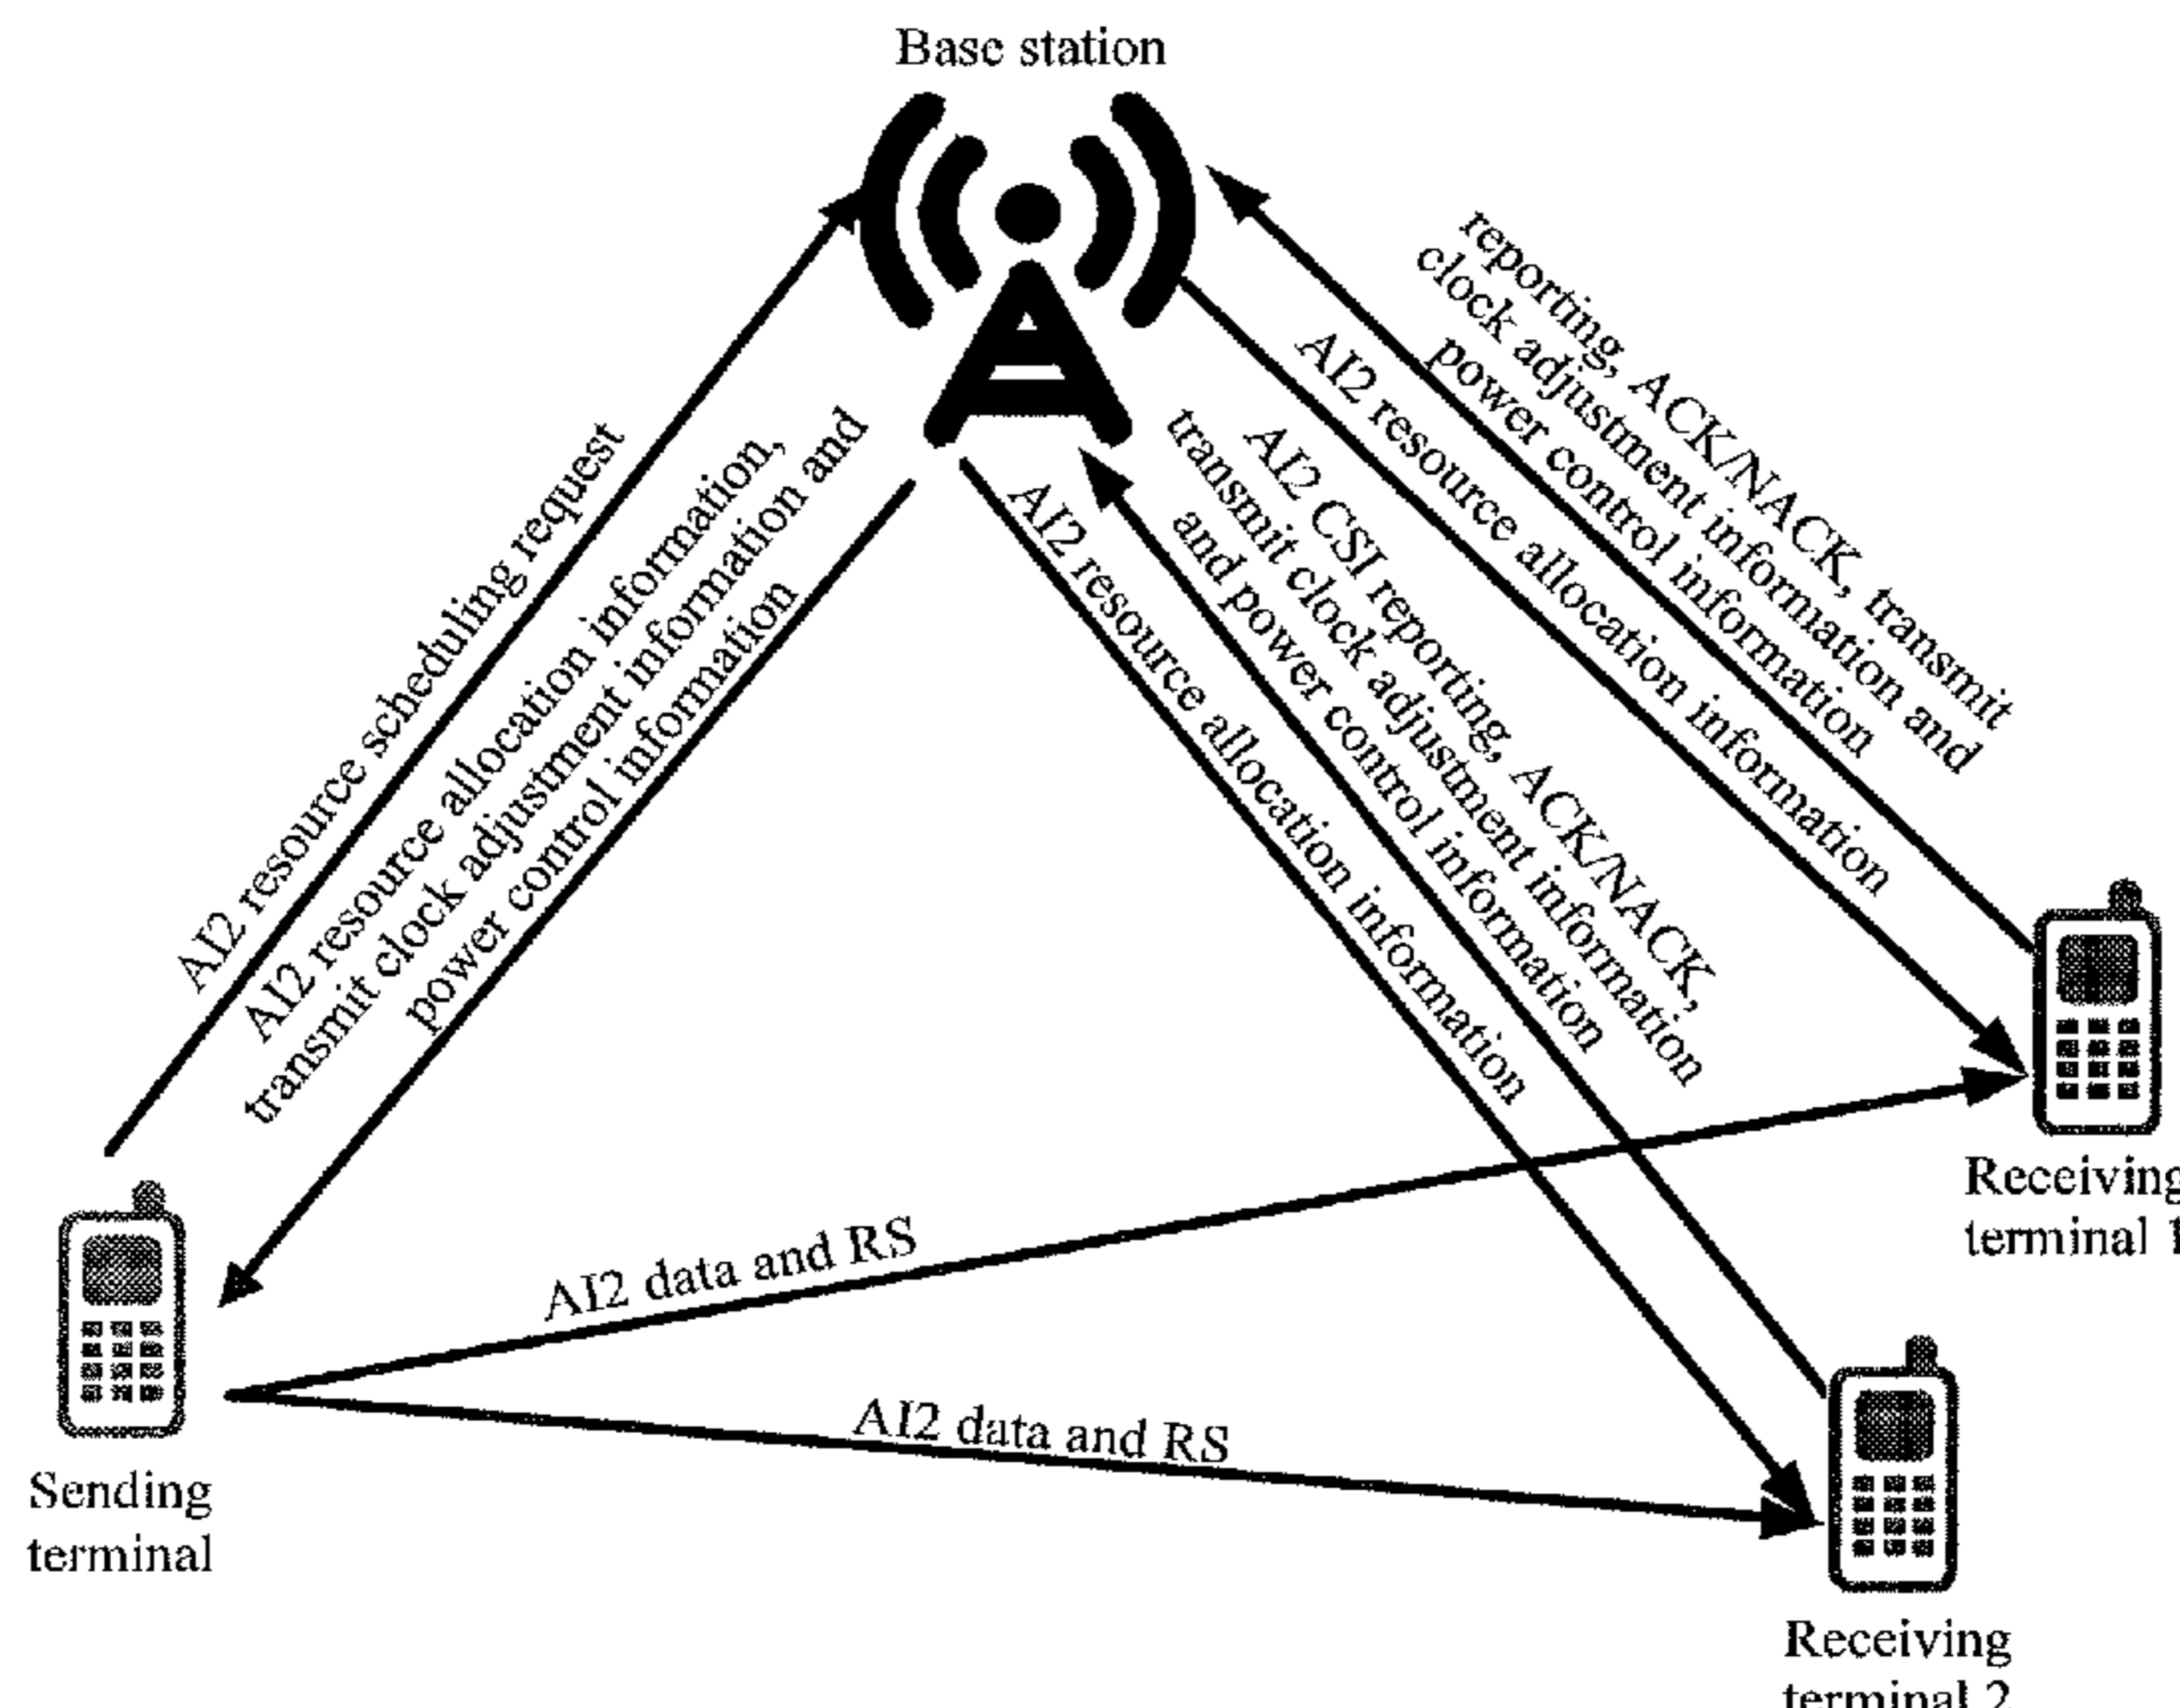 Base station
AI2 resource scheduling request
AI2 resource allocation information,
transmit clock adjustment information and
power control information
AI2 resource allocation information
AI2 CSI reporting, ACK/NACK,
transmit clock adjustment information
and power control information
AI2 resource allocation information
reporting, ACK/NACK, transmit
clock adjustment information and
power control information
AI2 data and RS
AI2 data and RS
Sending
terminal
Receiving
terminal 1
Receiving
terminal 2